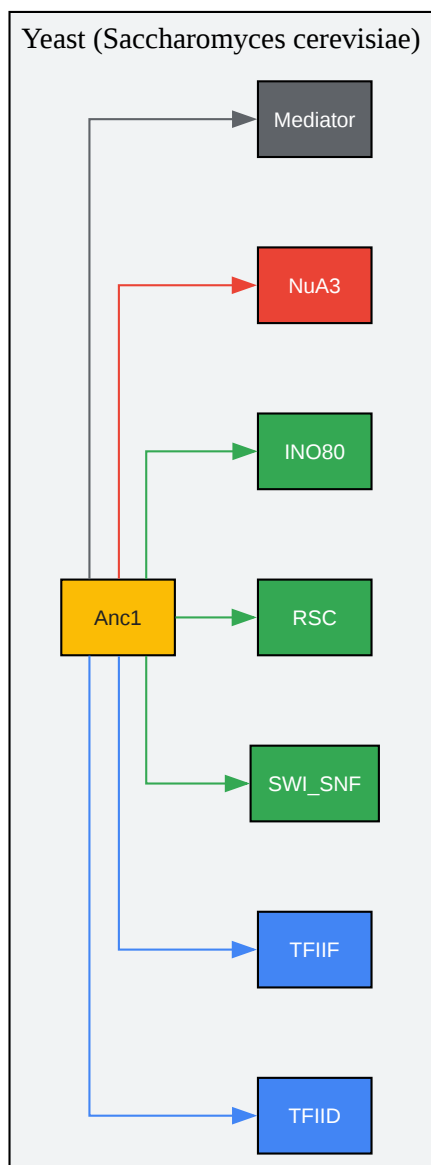 Yeast (Saccharomyces cerevisiae)
Mediator
NuA3
INO80
Anc1
RSC
SWI_SNF
TFIIF
TFIID